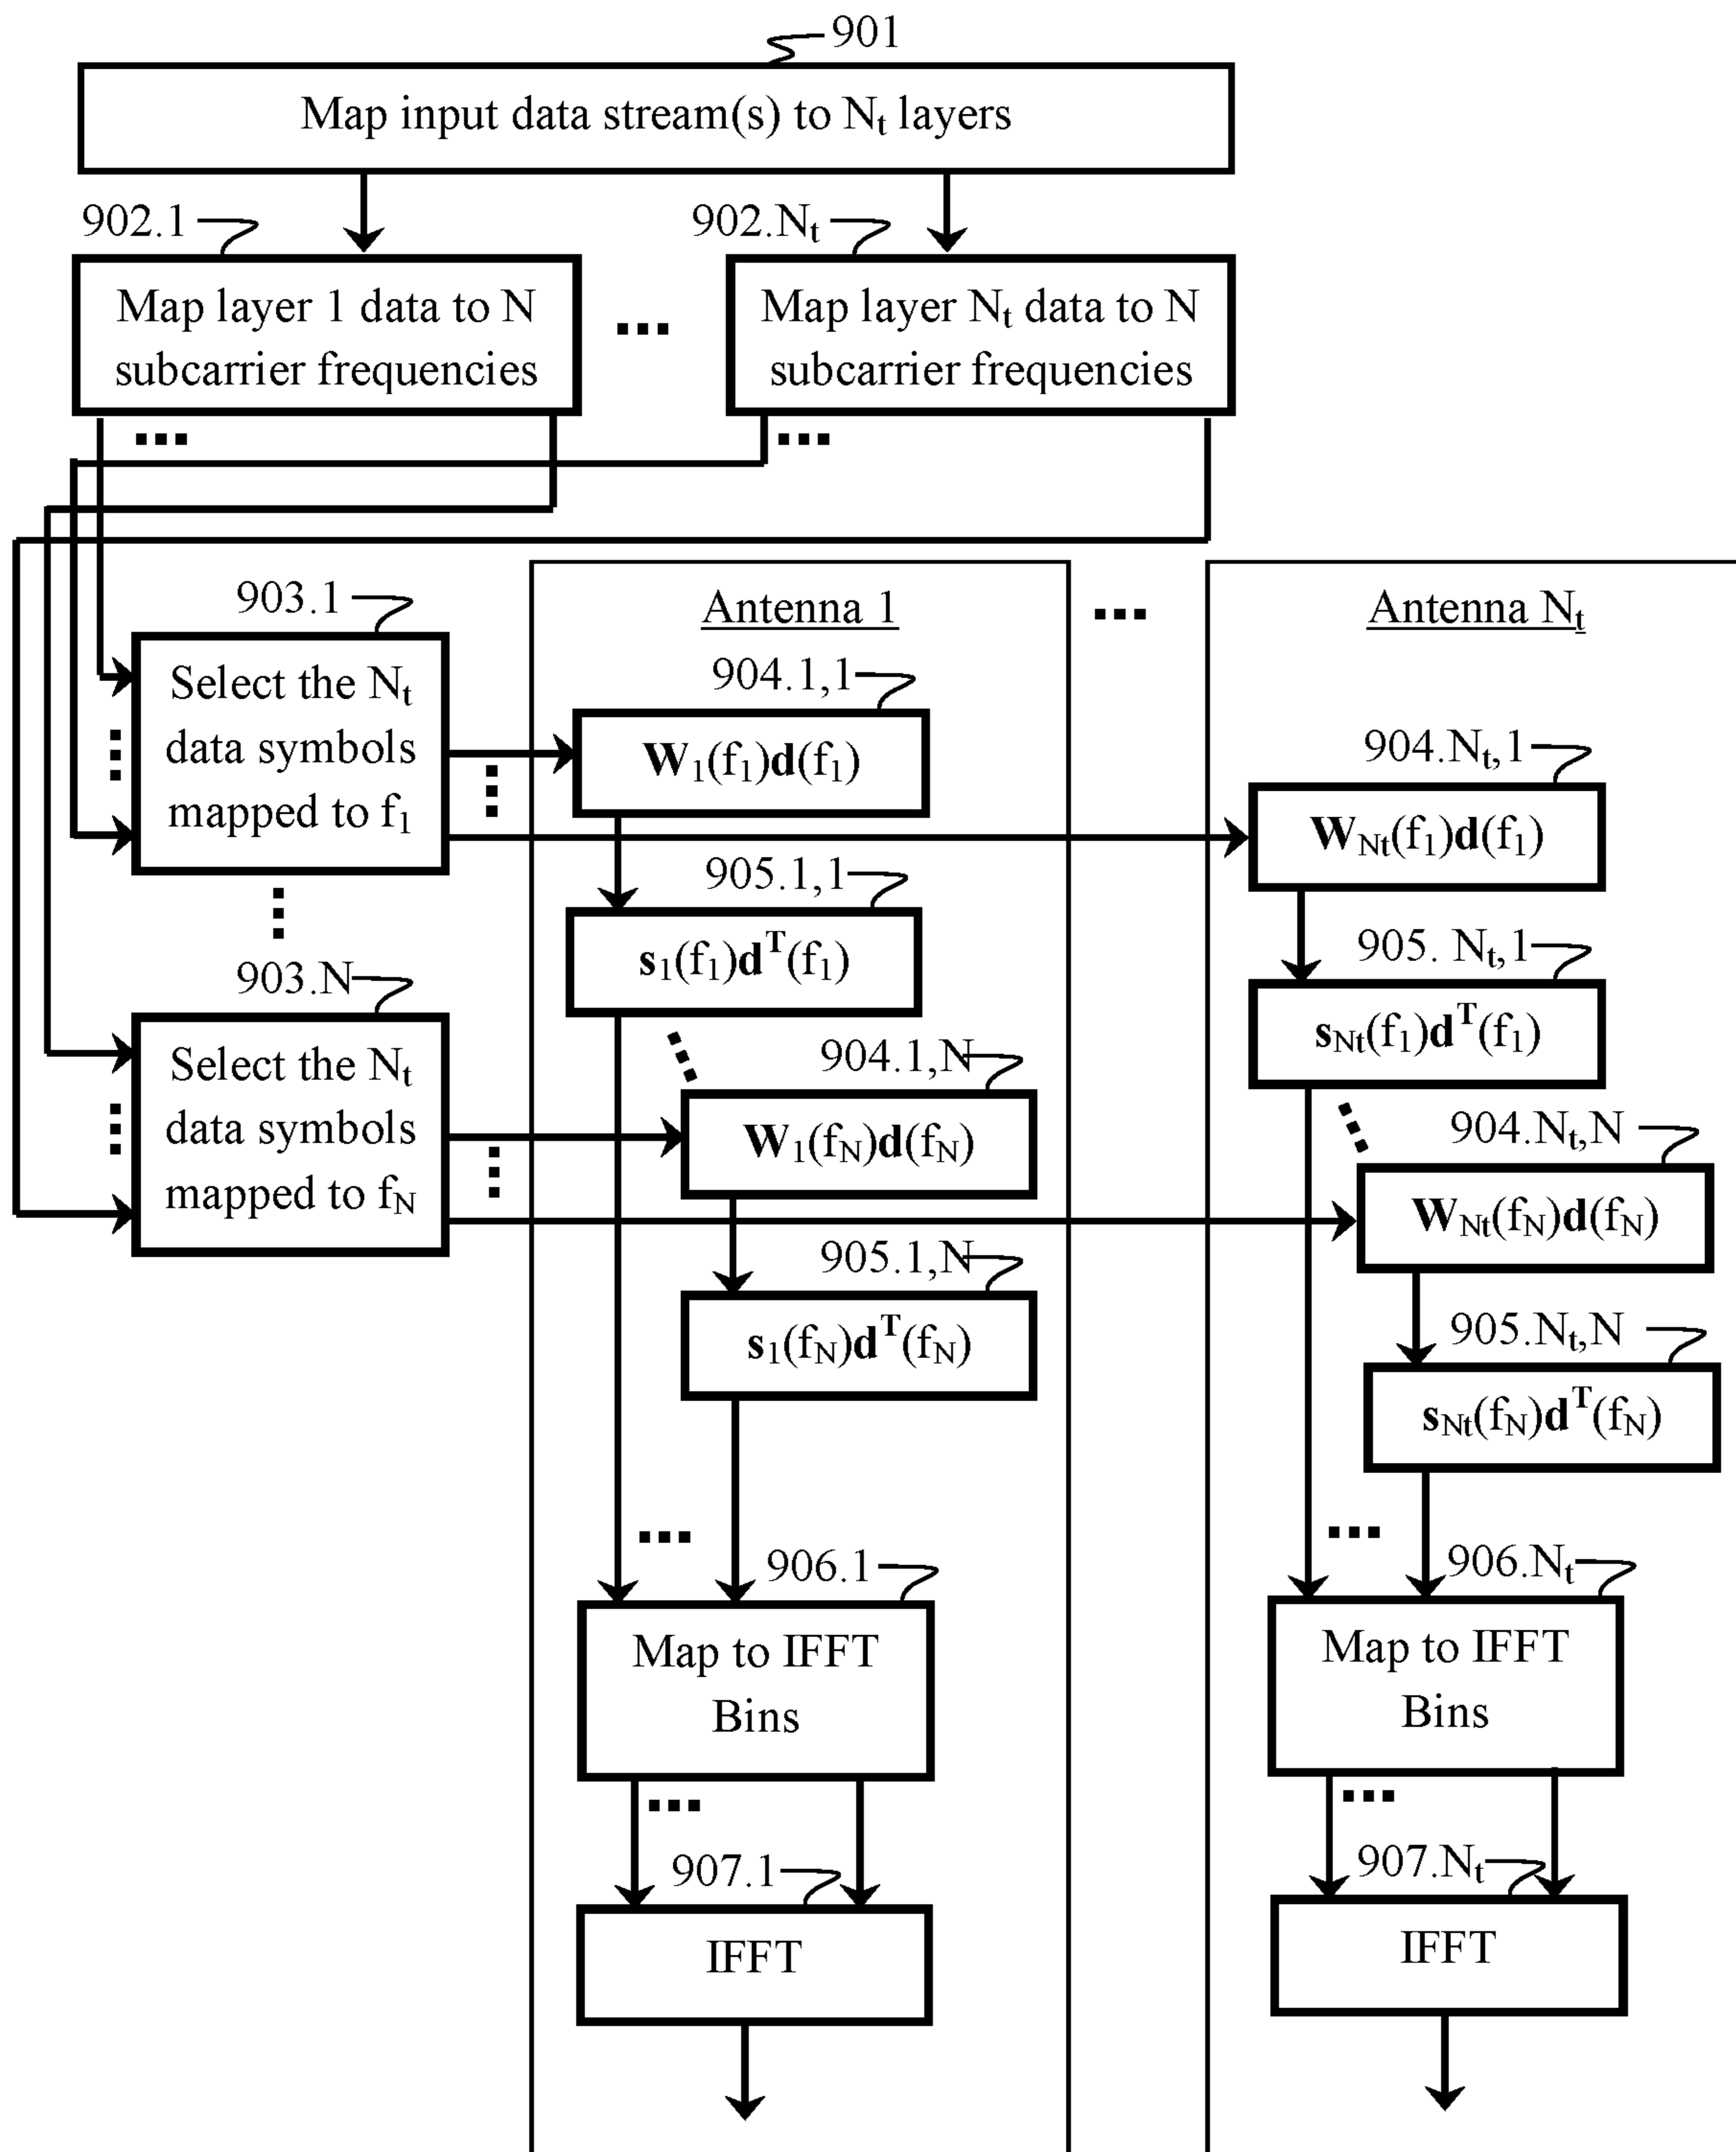 901
Map input data stream(s) to Nt layers
902.1
902.Nt
Map layer 1 data to N
subcarrier frequencies
Map layer Nt data to N
subcarrier frequencies
903.1
Select the Nt
data symbols
mapped to f1
903.N
Select the Nt
data symbols
mapped to fN
Antenna 1
904.1,1
W1(f1)d(f1)
905.1,1
s1(f1)dT(f1)
904.1,N
W1(fN)d(fN)
905.1,N
s1(fN)dT(fN)
906.1
Map to IFFT
Bins
907.1
IFFT
Antenna Nt
904.Nt,1
WNt(f1)d(f1)
905. Nt,1
sNt(f1)dT(f1)
904.Nt,N
WNt(fN)d(fN)
905.Nt,N
sNt(fN)dT(fN)
906.Nt
Map to IFFT
Bins
907.Nt
IFFT